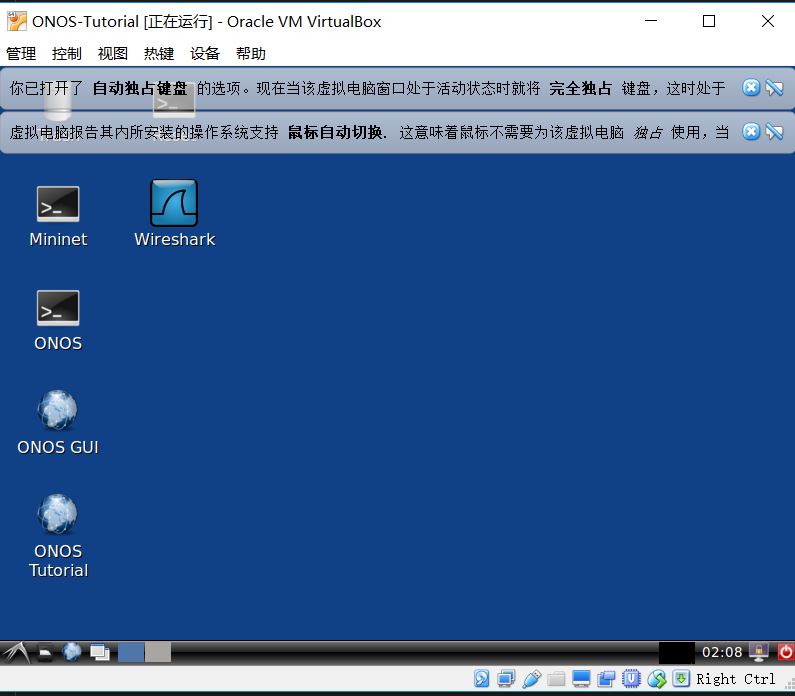 ONOS-Tutorial [正在运行] - Oracle VM VirtualBox
管理 控制 视图 热键 设备 帮助
你已打开了 自动独占键盘 的选项。现在当该虚拟电脑窗口处于活动状态时就将 完全独占 键盘，这时处于
虚拟电脑报告其内所安装的操作系统支持 鼠标自动切换. 这意味着鼠标不需要为该虚拟电脑 独占 使用，当
Mininet
Wireshark
ONOS
ONOS GUI
ONOS
Tutorial
02:08
Right Ctrl